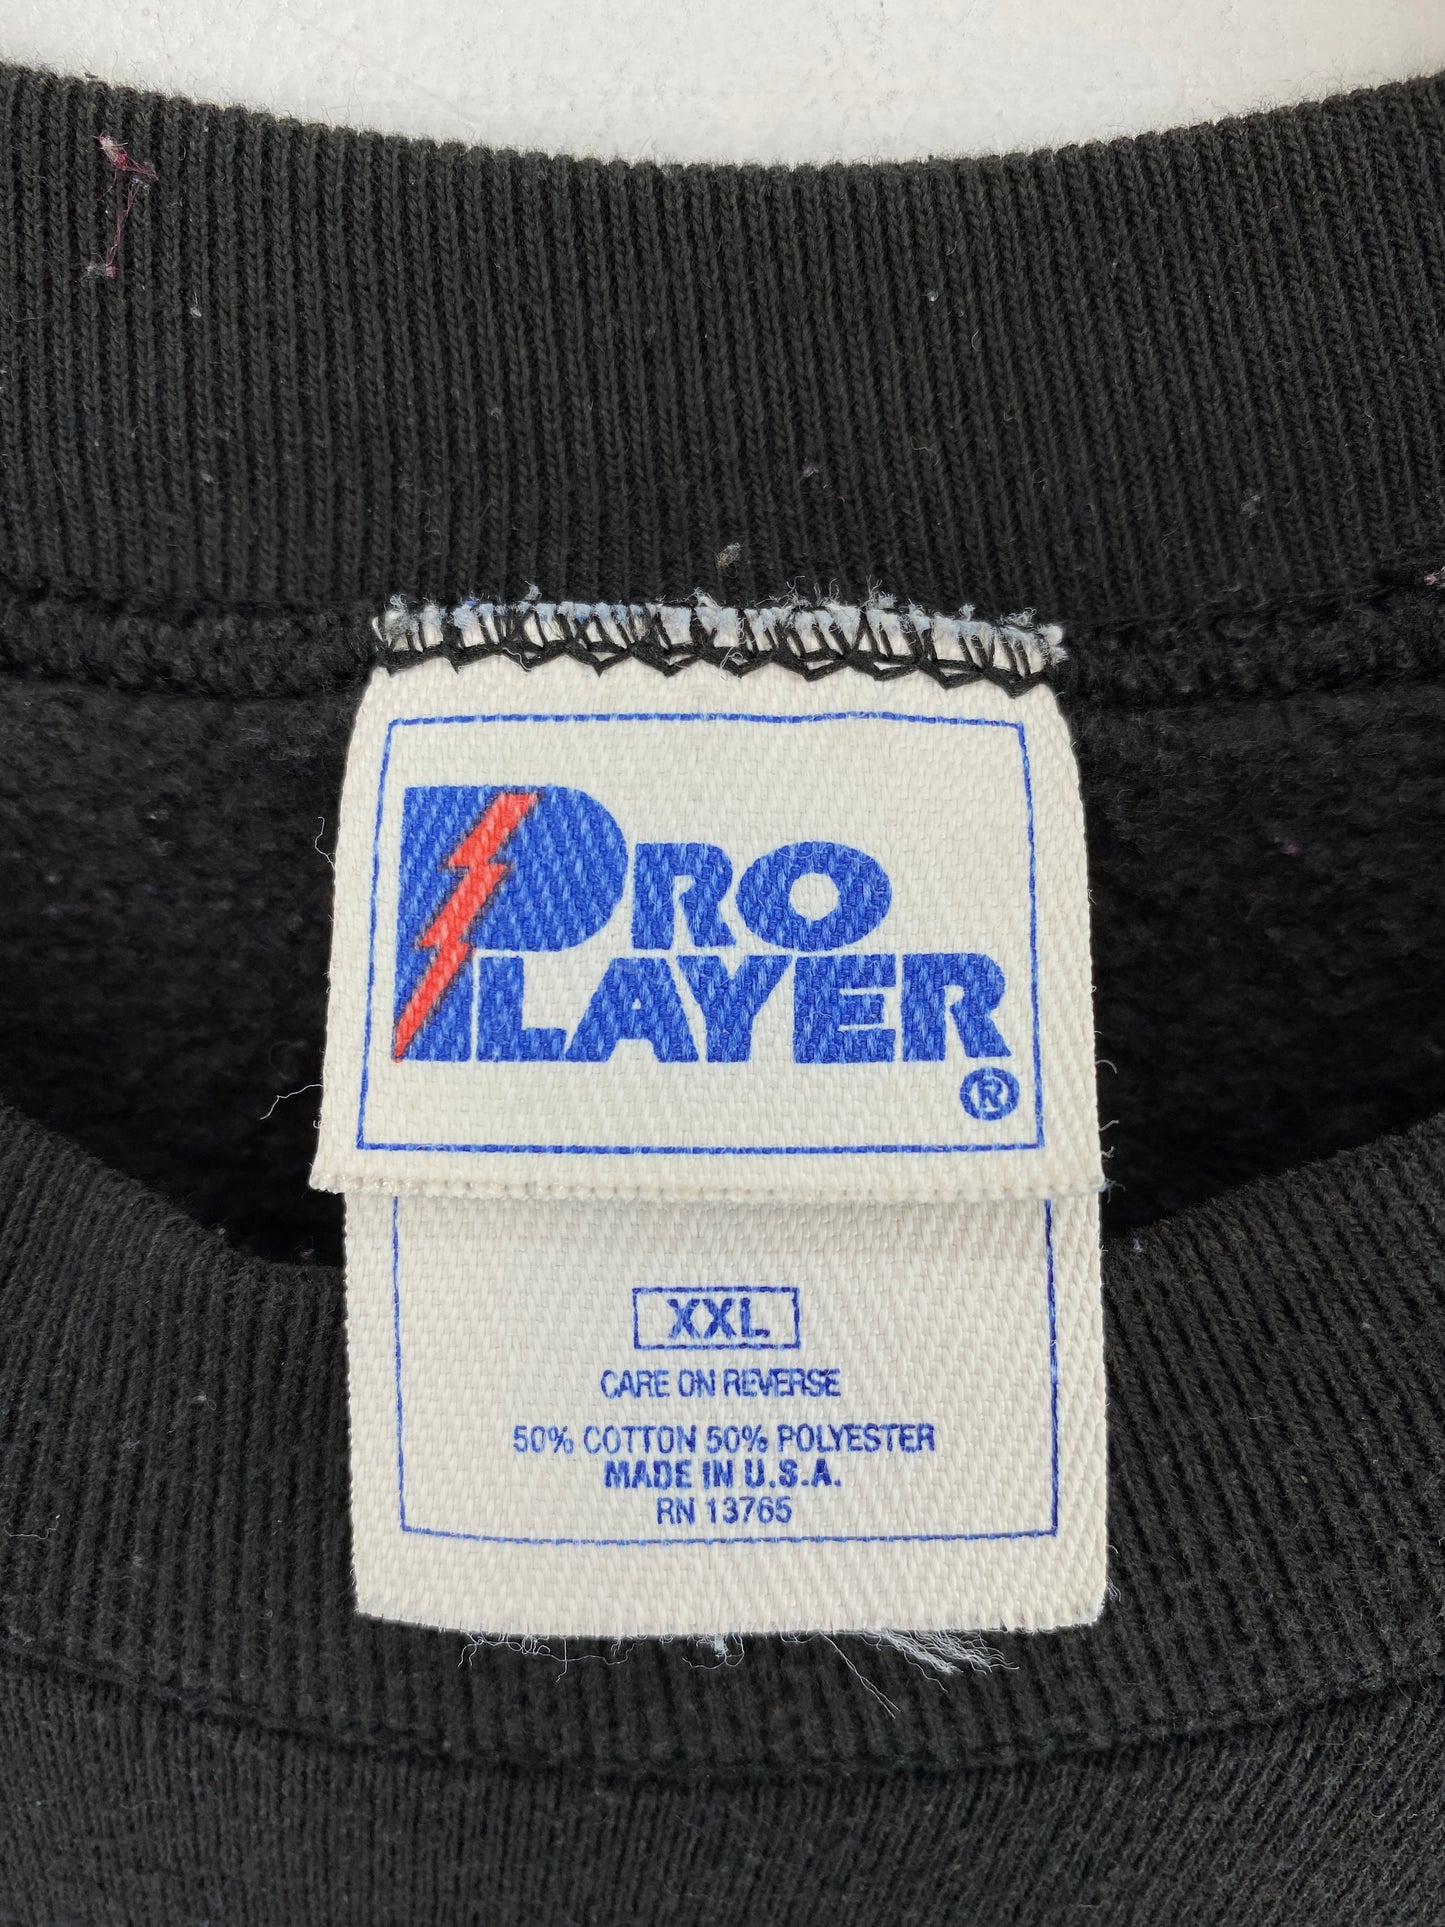 PRO
PLAYER
®
XXL
CARE ON REVERSE
50% COTTON 50% POLYESTER
MADE IN U.S.A.
RN 13765